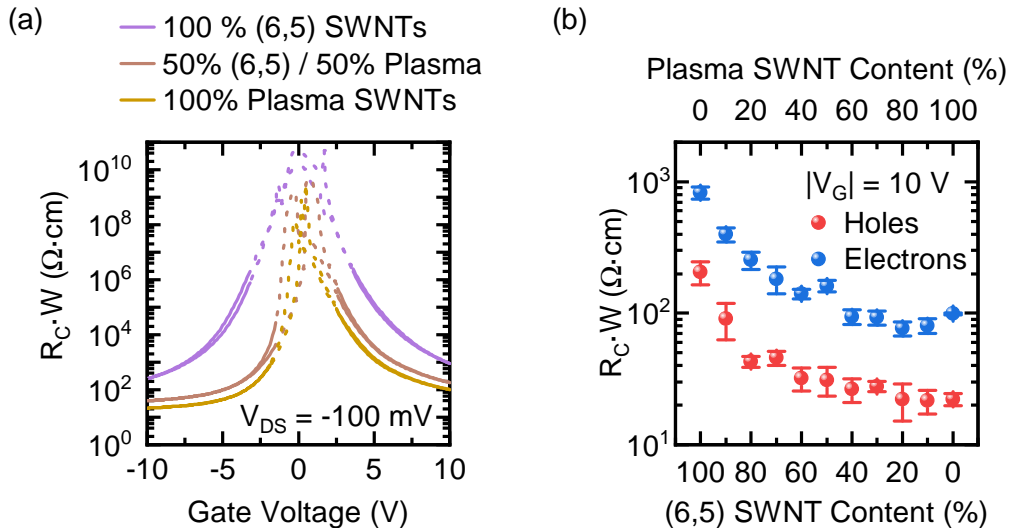 (a)
100 % (6,5) SWNTs
50% (6,5) / 50% Plasma
100% Plasma SWNTs
R_C·W (Ω·cm)
10^10
10^8
10^6
10^4
10^2
10^0
V_DS = -100 mV
-10 -5 0 5 10
Gate Voltage (V)
(b)
Plasma SWNT Content (%)
0 20 40 60 80 100
R_C·W (Ω·cm)
10^3
10^2
10^1
|V_G| = 10 V
Holes
Electrons
100 80 60 40 20 0
(6,5) SWNT Content (%)